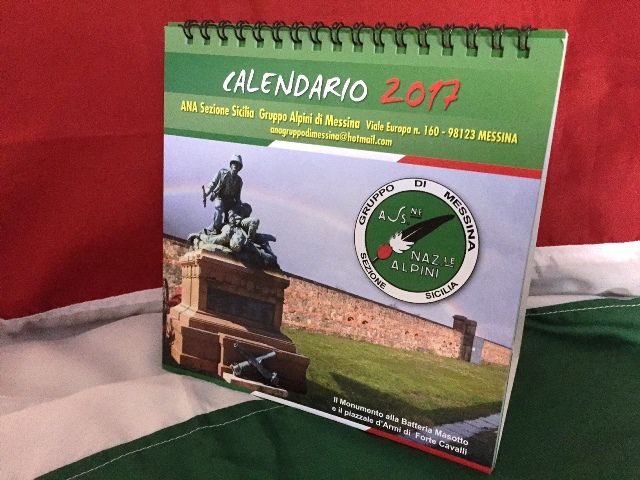 CALENDARIO 2017
ANA Sezione Sicilia Gruppo Alpini di Messina Viale Europa n. 160 - 98123 MESSINA
anagruppodimessina@hotmail.com
GRUPPO DI MESSINA
ASS NE
NAZ.LE
ALPINI
SEZIONE SICILIA
Il Monumento alla Batteria Masotto
e il piazzale d'Armi di Forte Cavalli